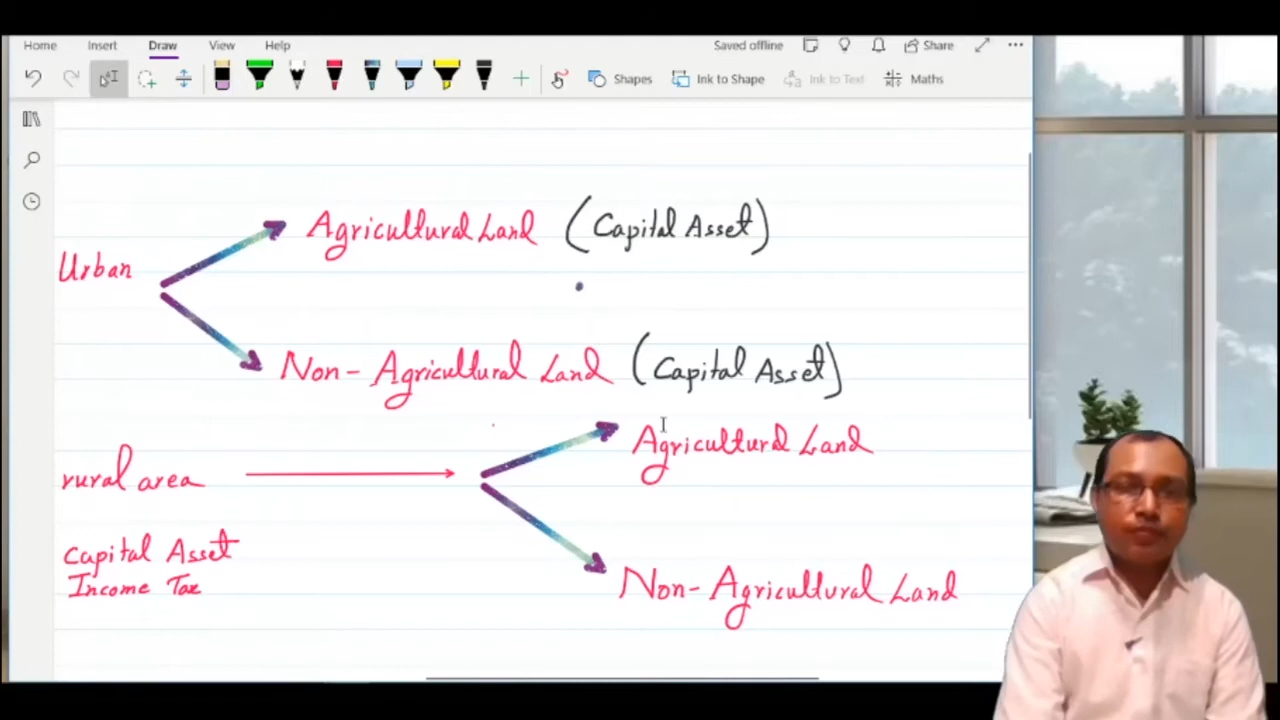 Home Insert Draw View Help Saved offline Share
Shapes Ink to Shape Ink to Text Maths
Agricultural Land (Capital Asset)
Urban
Non-Agricultural Land (Capital Asset)
Agricultural Land
rural area
Capital Asset
Income Tax
Non-Agricultural Land